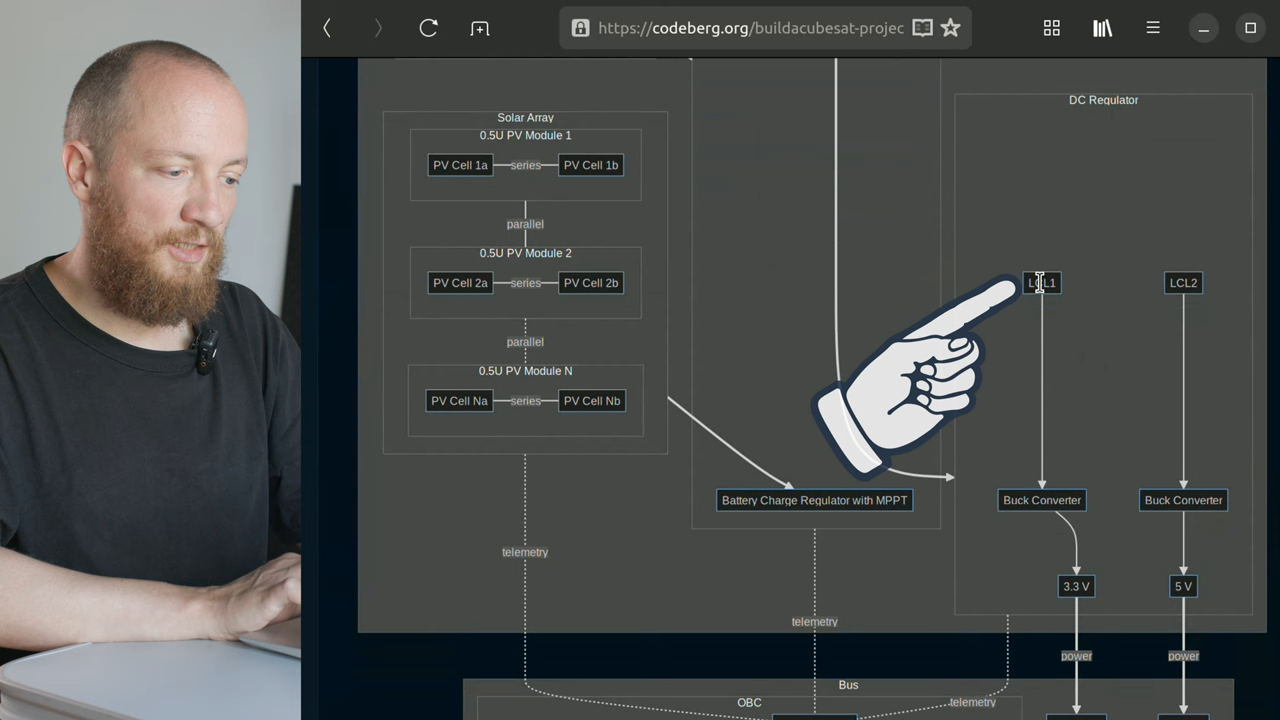 https://codeberg.org/buildacubesat-projec
Solar Array
0.5U PV Module 1
PV Cell 1a
series
PV Cell 1b
parallel
0.5U PV Module 2
PV Cell 2a
series
PV Cell 2b
parallel
0.5U PV Module N
PV Cell Na
series
PV Cell Nb
telemetry
Battery Charge Regulator with MPPT
telemetry
DC Regulator
LCL1
LCL2
Buck Converter
Buck Converter
3.3 V
5 V
power
power
Bus
OBC
telemetry